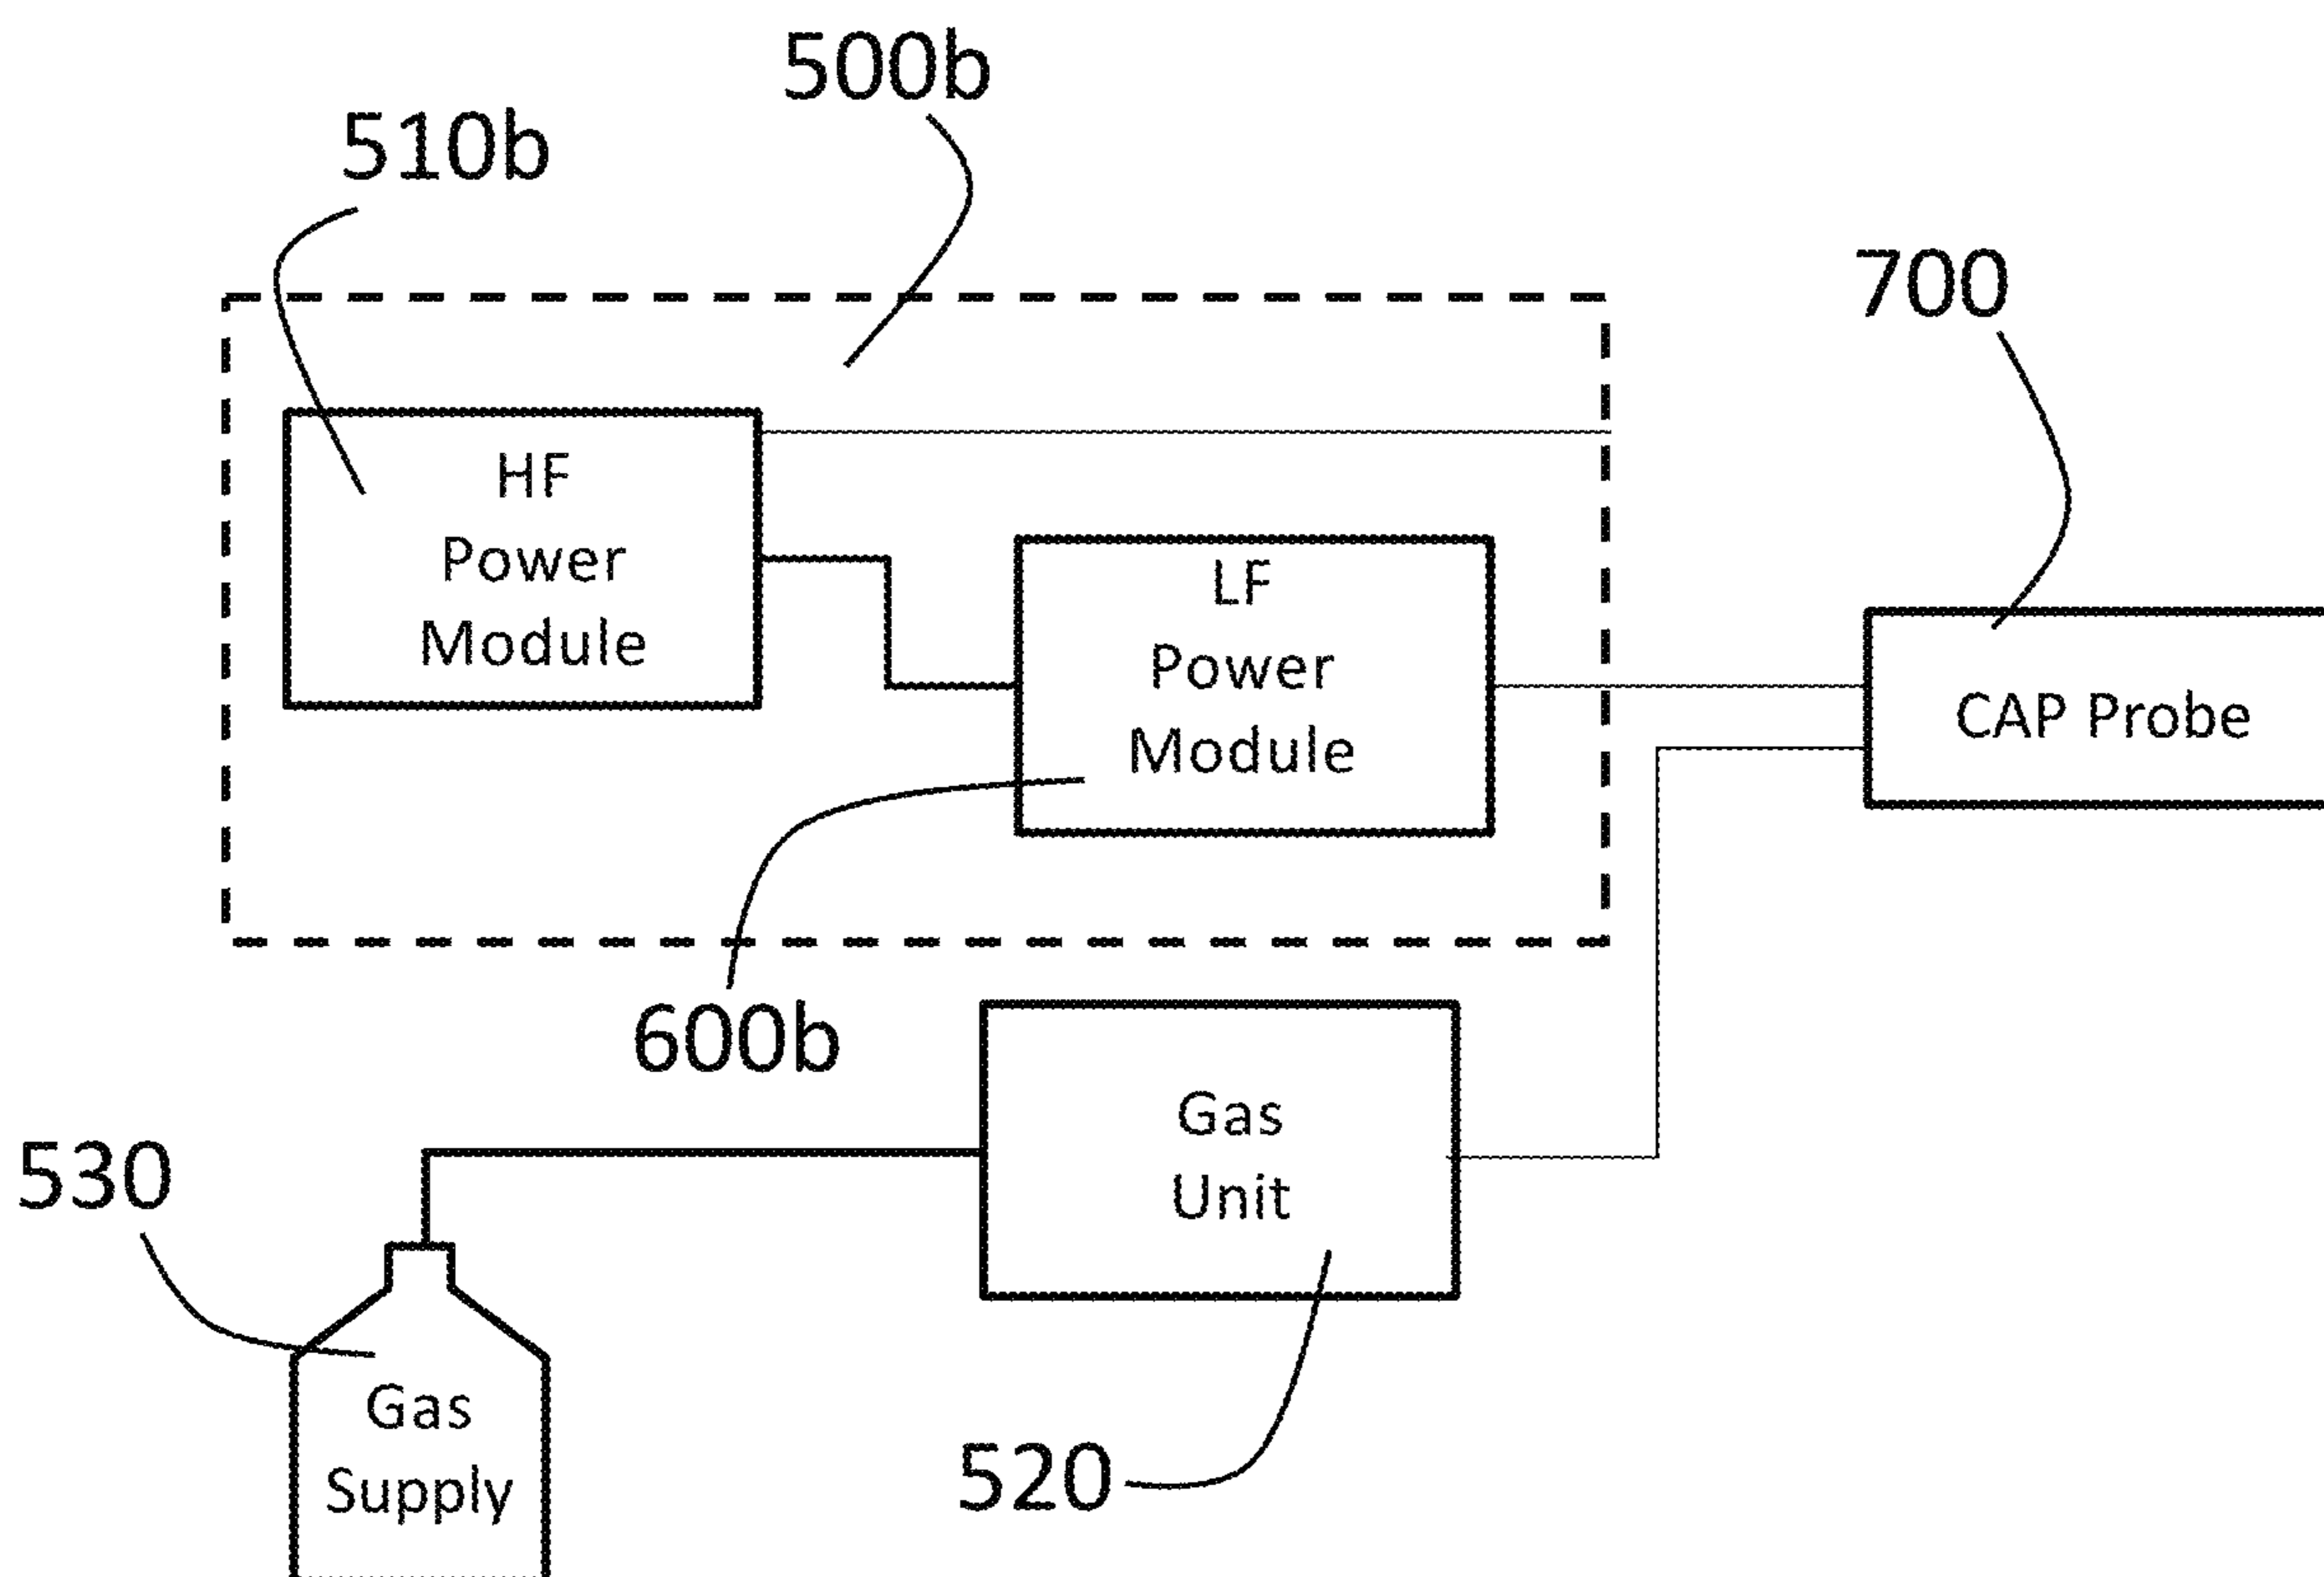 500b
510b
700
HF
Power
Module
LF
Power
Module
CAP Probe
600b
Gas
Unit
530
Gas
Supply
520